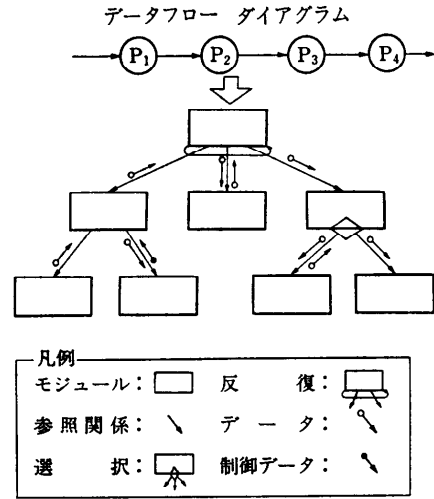 データフロー ダイアグラム
P1 P2 P3 P4
凡例
モジュール： 反復：
参照関係： データ：
選択： 制御データ：